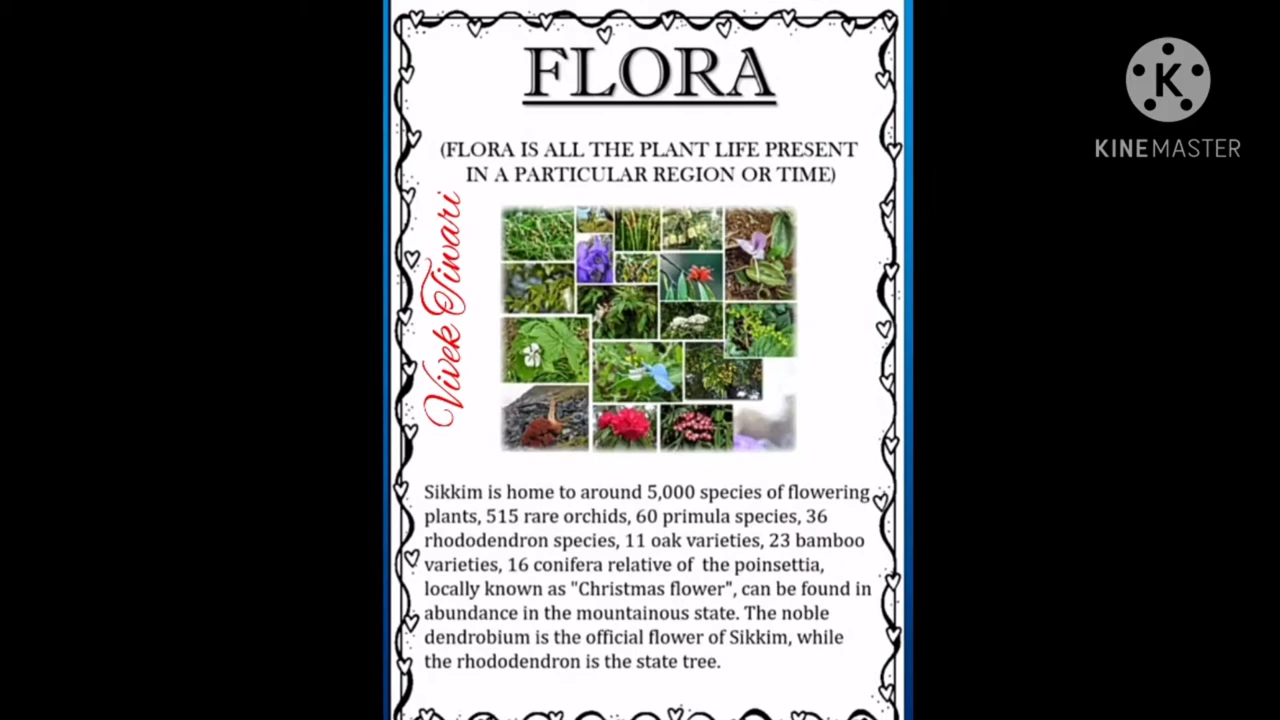 FLORA
(FLORA IS ALL THE PLANT LIFE PRESENT
IN A PARTICULAR REGION OR TIME)
Vivek Tiwari
Sikkim is home to around 5,000 species of flowering
plants, 515 rare orchids, 60 primula species, 36
rhododendron species, 11 oak varieties, 23 bamboo
varieties, 16 conifera relative of the poinsettia,
locally known as "Christmas flower", can be found in
abundance in the mountainous state. The noble
dendrobium is the official flower of Sikkim, while
the rhododendron is the state tree.
K
KINEMASTER